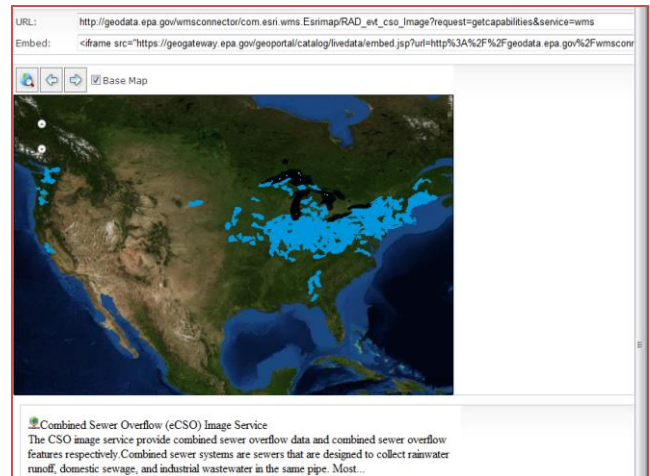 URL: http://geodata.epa.gov/wmsconnector/com.esri.wms.Esrimap/RAD_evt_cso_Image?request=getcapabilities&service=wms
Embed: <iframe src="https://geogateway.epa.gov/geoportal/catalog/livedata/embed.jsp?url=http%3A%2F%2Fgeodata.epa.gov%2Fwmsconr
Base Map
Combined Sewer Overflow (eCSO) Image Service
The CSO image service provide combined sewer overflow data and combined sewer overflow
features respectively.Combined sewer systems are sewers that are designed to collect rainwater
runoff, domestic sewage, and industrial wastewater in the same pipe. Most...